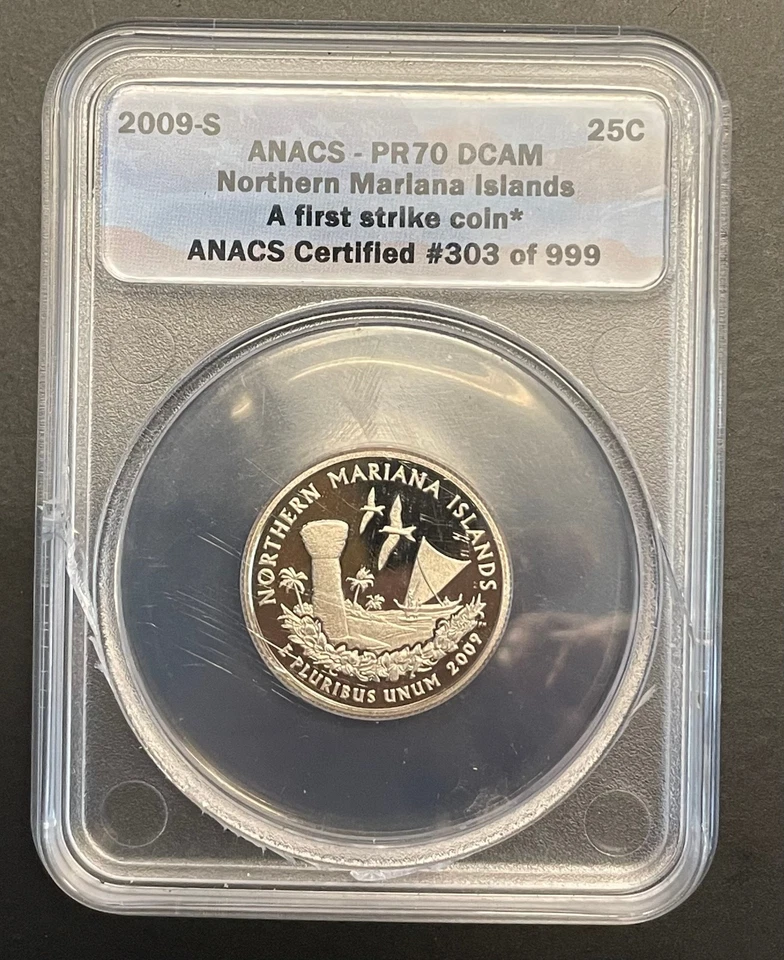 2009-S 25C
ANACS - PR70 DCAM
Northern Mariana Islands
A first strike coin*
ANACS Certified #303 of 999
NORTHERN MARIANA ISLANDS
E PLURIBUS UNUM 2009